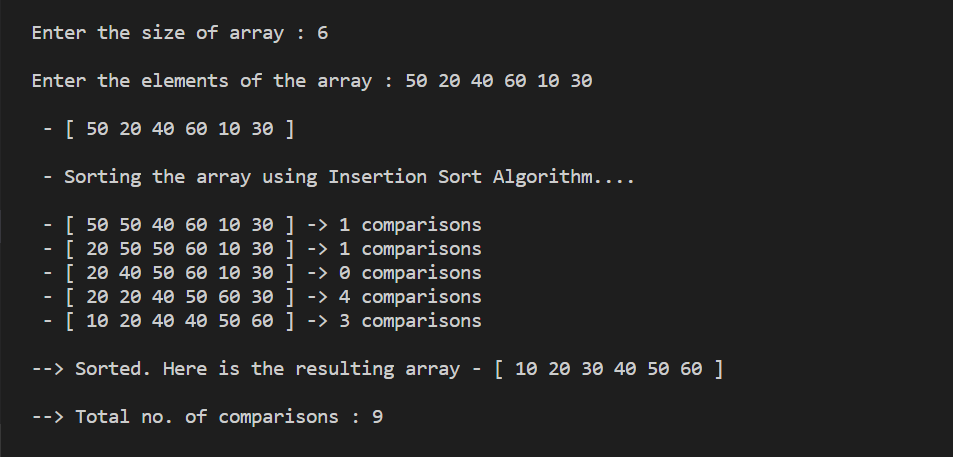 Enter the size of array : 6
Enter the elements of the array : 50 20 40 60 10 30
- [ 50 20 40 60 10 30 ]
- Sorting the array using Insertion Sort Algorithm....
- [ 50 50 40 60 10 30 ] -> 1 comparisons
- [ 20 50 50 60 10 30 ] -> 1 comparisons
- [ 20 40 50 60 10 30 ] -> 0 comparisons
- [ 20 20 40 50 60 30 ] -> 4 comparisons
- [ 10 20 40 40 50 60 ] -> 3 comparisons
--> Sorted. Here is the resulting array - [ 10 20 30 40 50 60 ]
--> Total no. of comparisons : 9